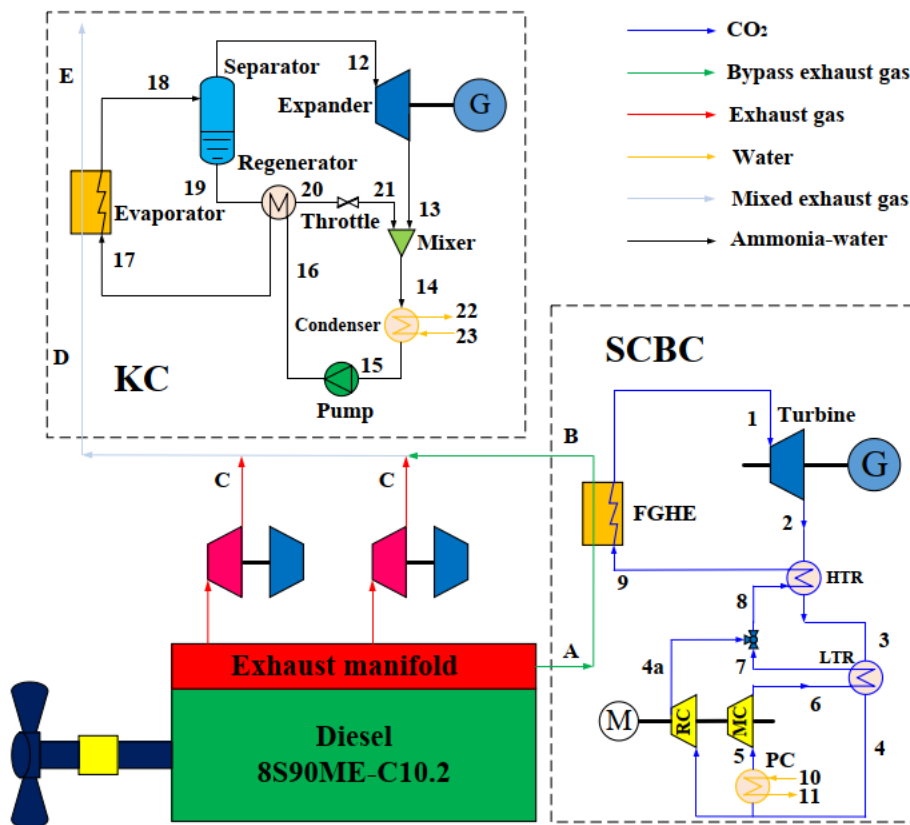 E
18
Separator
12
Expander
G
Regenerator
19
20
21
Evaporator
Throttle
13
Mixer
17
16
14
Condenser
22
23
D
15
KC
Pump
CO₂
Bypass exhaust gas
Exhaust gas
Water
Mixed exhaust gas
Ammonia-water
SCBC
B
1
Turbine
G
C
C
FGHE
2
9
HTR
8
3
A
4a
7
LTR
6
M
RC
MC
5
PC
4
10
11
Exhaust manifold
Diesel
8S90ME-C10.2